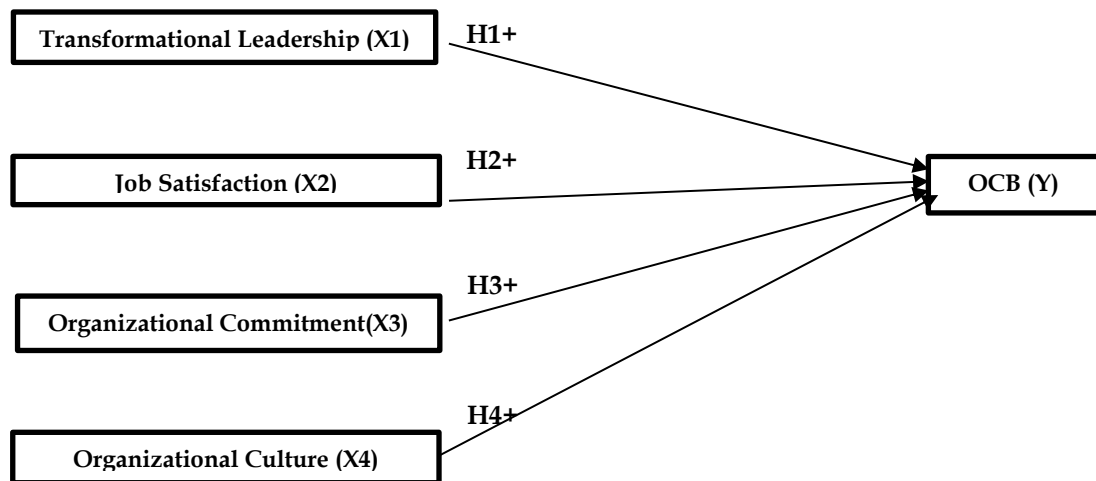 Transformational Leadership (X1)
H1+
Job Satisfaction (X2)
H2+
OCB (Y)
Organizational Commitment(X3)
H3+
Organizational Culture (X4)
H4+